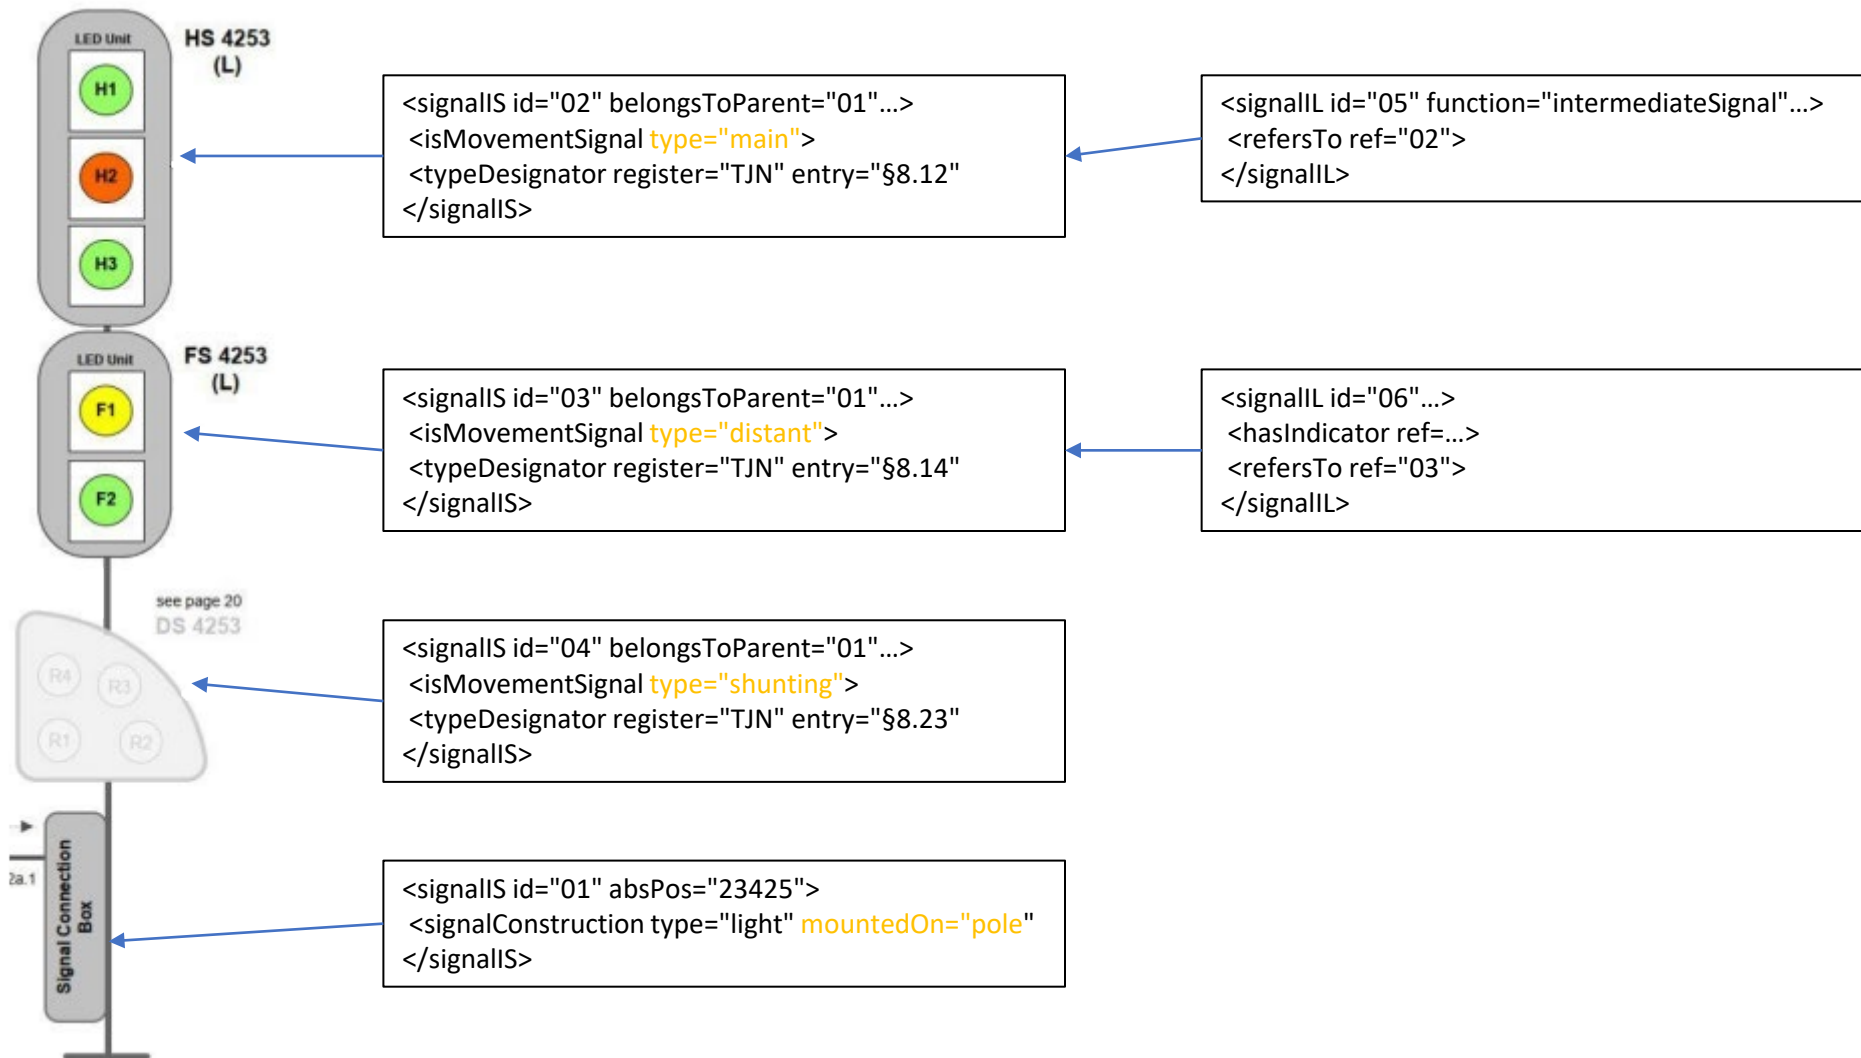 LED Unit
H1
H2
H3
HS 4253
(L)
<signalIS id="02" belongsToParent="01"…>
<isMovementSignal type="main">
<typeDesignator register="TJN" entry="§8.12"
</signalIS>
<signalIL id="05" function="intermediateSignal"…>
<refersTo ref="02">
</signalIL>
LED Unit
F1
F2
FS 4253
(L)
<signalIS id="03" belongsToParent="01"…>
<isMovementSignal type="distant">
<typeDesignator register="TJN" entry="§8.14"
</signalIS>
<signalIL id="06"…>
<hasIndicator ref=…>
<refersTo ref="03">
</signalIL>
see page 20
DS 4253
R4
R3
R1
R2
<signalIS id="04" belongsToParent="01"…>
<isMovementSignal type="shunting">
<typeDesignator register="TJN" entry="§8.23"
</signalIS>
2a.1
Signal Connection
Box
<signalIS id="01" absPos="23425">
<signalConstruction type="light" mountedOn="pole"
</signalIS>